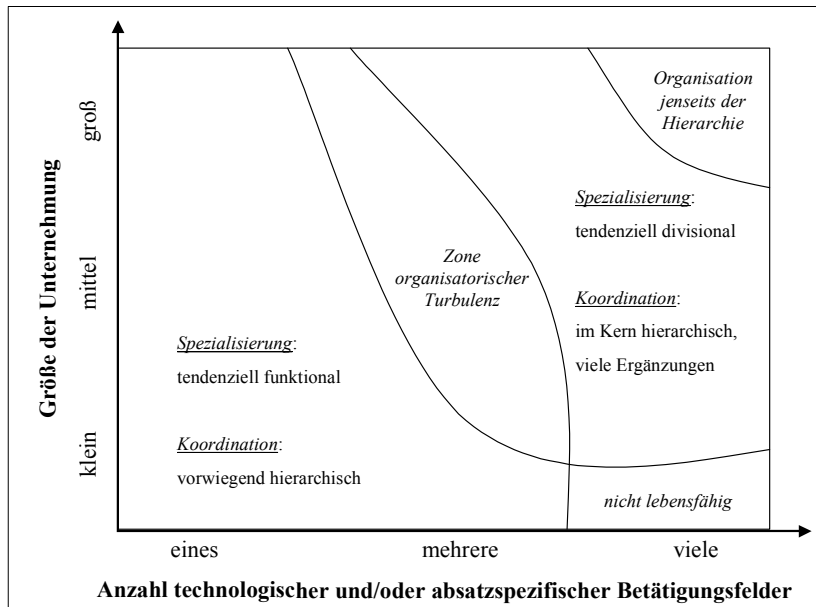 Größe der Unternehmung
groß
mittel
klein
Organisation
jenseits der
Hierarchie
Spezialisierung:
tendenziell divisional
Koordination:
im Kern hierarchisch,
viele Ergänzungen
Zone
organisatorischer
Turbulenz
Spezialisierung:
tendenziell funktional
Koordination:
vorwiegend hierarchisch
nicht lebensfähig
eines
mehrere
viele
Anzahl technologischer und/oder absatzspezifischer Betätigungsfelder